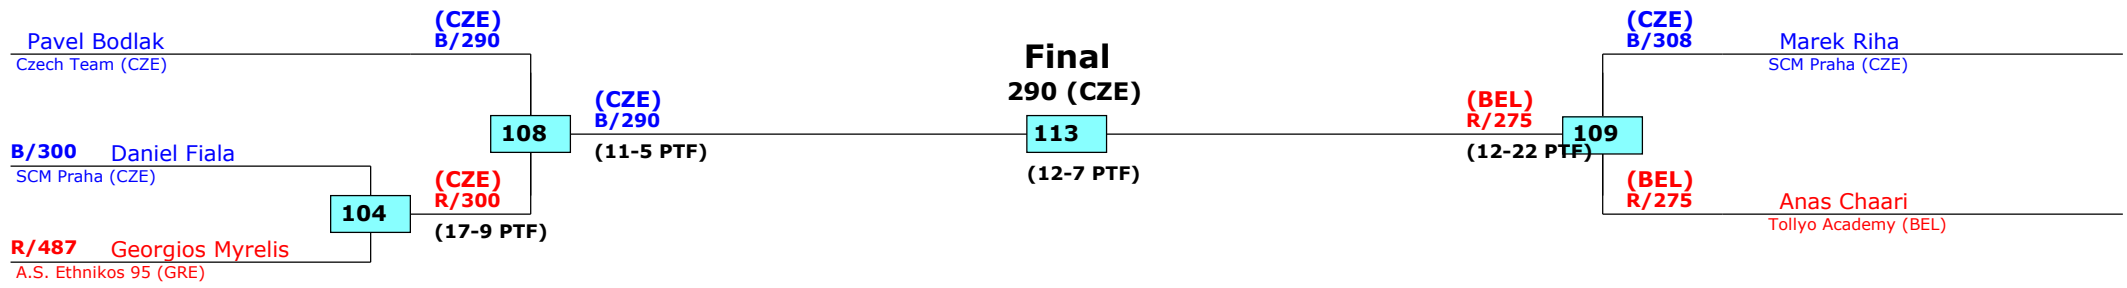 Pavel Bodlak
Czech Team (CZE)
(CZE)
B/290
B/300 Daniel Fiala
SCM Praha (CZE)
104
R/487 Georgios Myrelis
A.S. Ethnikos 95 (GRE)
(CZE)
R/300
(17-9 PTF)
108
(CZE)
B/290
(11-5 PTF)
Final
290 (CZE)
113
(12-7 PTF)
(BEL)
R/275
(12-22 PTF)
109
(CZE)
B/308
Marek Riha
SCM Praha (CZE)
(BEL)
R/275
Anas Chaari
Tollyo Academy (BEL)